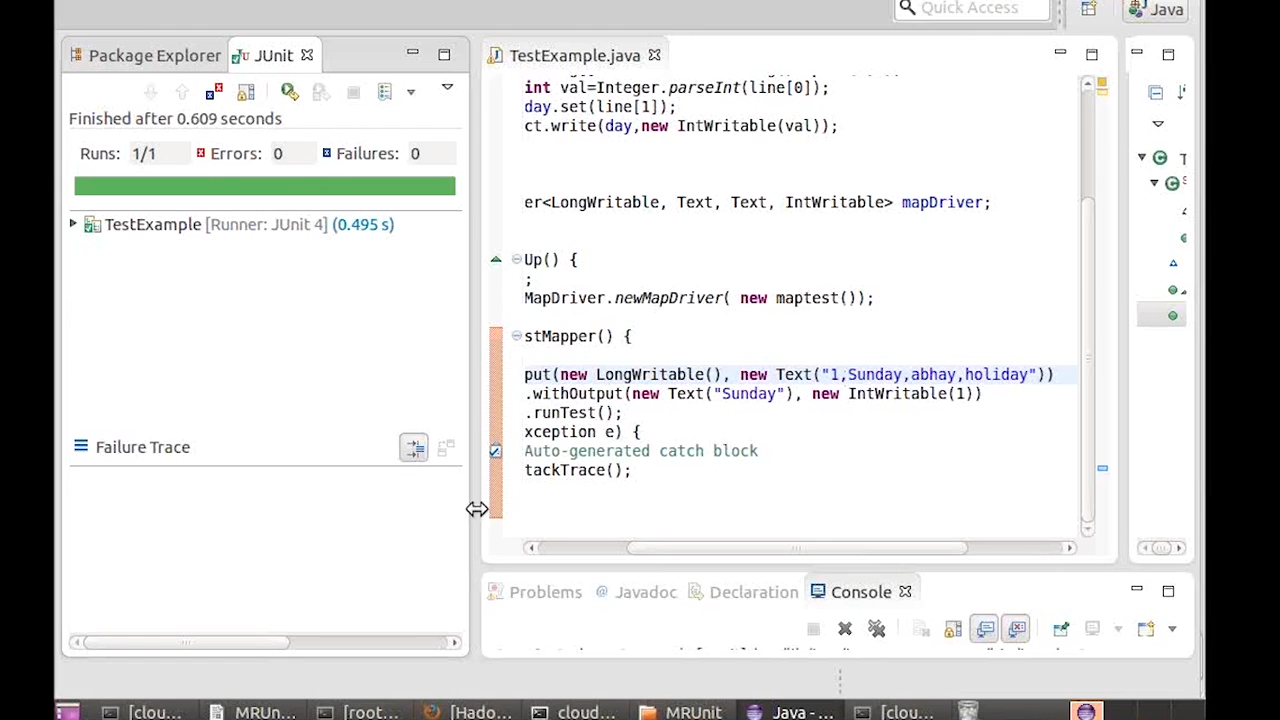 Quick Access
Java
Package Explorer
JUnit
TestExample.java
Finished after 0.609 seconds
Runs: 1/1 Errors: 0 Failures: 0
TestExample [Runner: JUnit 4] (0.495 s)
Failure Trace
int val=Integer.parseInt(line[0]);
day.set(line[1]);
ct.write(day,new IntWritable(val));
er<LongWritable, Text, Text, IntWritable> mapDriver;
Up() {
;
MapDriver.newMapDriver( new maptest());
stMapper() {
put(new LongWritable(), new Text("1,Sunday,abhay,holiday"))
.withOutput(new Text("Sunday"), new IntWritable(1))
.runTest();
xception e) {
Auto-generated catch block
tackTrace();
Problems @ Javadoc Declaration Console
[clou... MRUn... [root... [Hado... cloud... MRUnit Java - ... [clou...